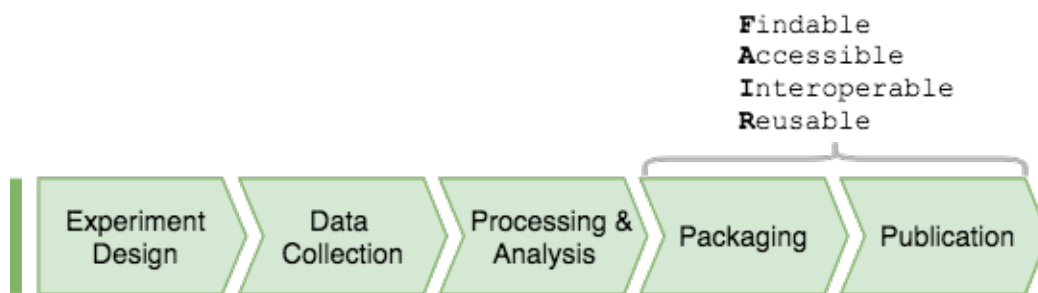 Findable
Accessible
Interoperable
Reusable
Experiment
Design
Data
Collection
Processing &
Analysis
Packaging
Publication